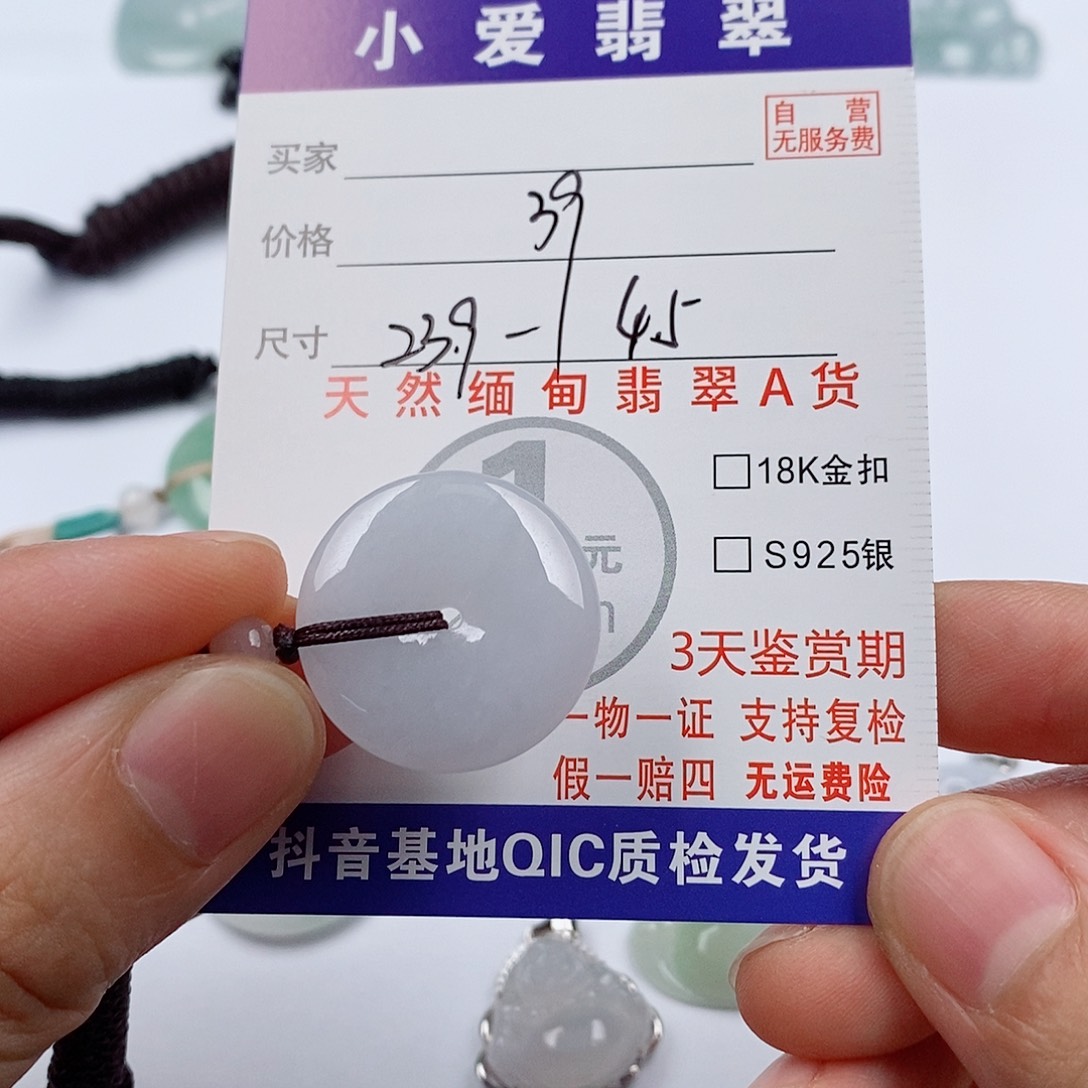 小爱翡翠
自 营
无服务费
买家
价格 39
尺寸 23.9 - 4.5
天然缅甸翡翠A货
1
元
□18K金扣
□S925银
3天鉴赏期
一物一证 支持复检
假一赔四 无运费险
抖音基地QIC质检发货